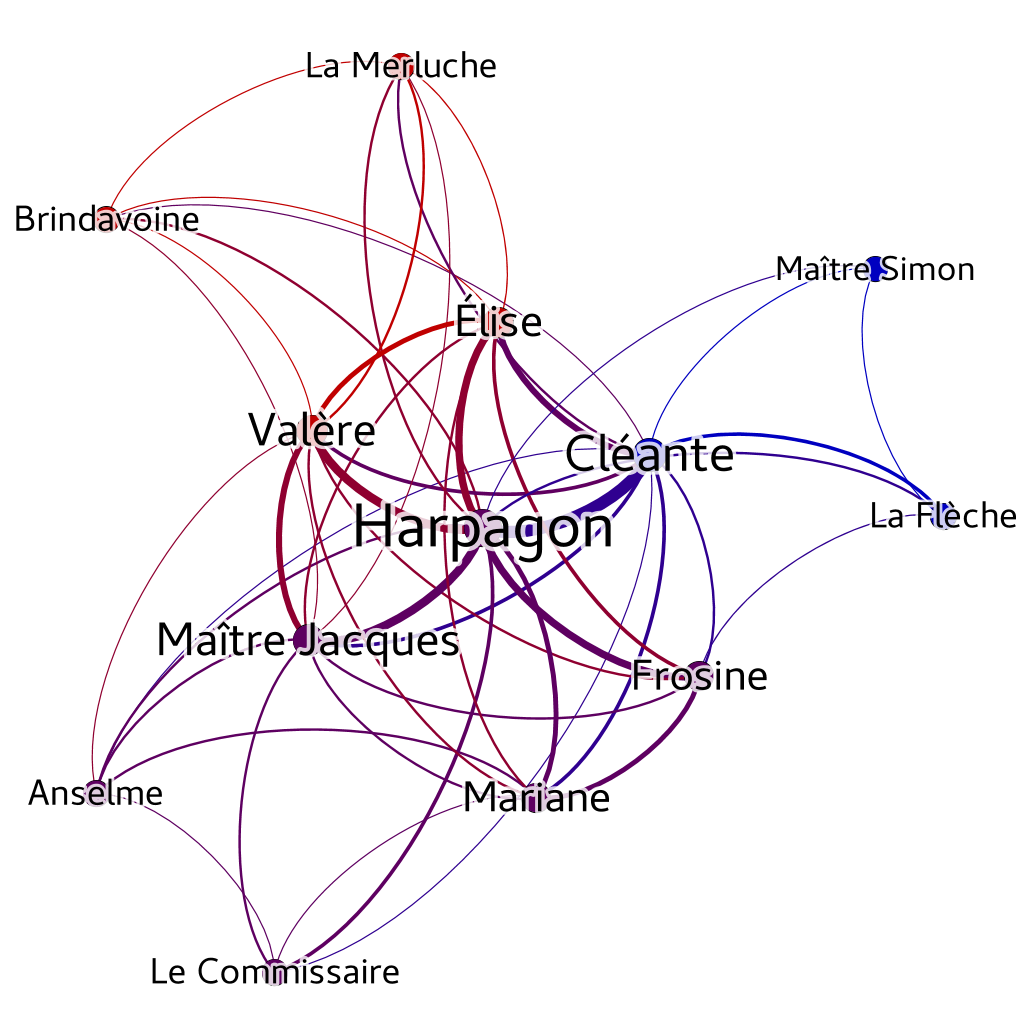 La Merluche
Brindavoine
Maître Simon
Élise
Valère
Cléante
La Flèche
Harpagon
Maître Jacques
Frosine
Anselme
Mariane
Le Commissaire